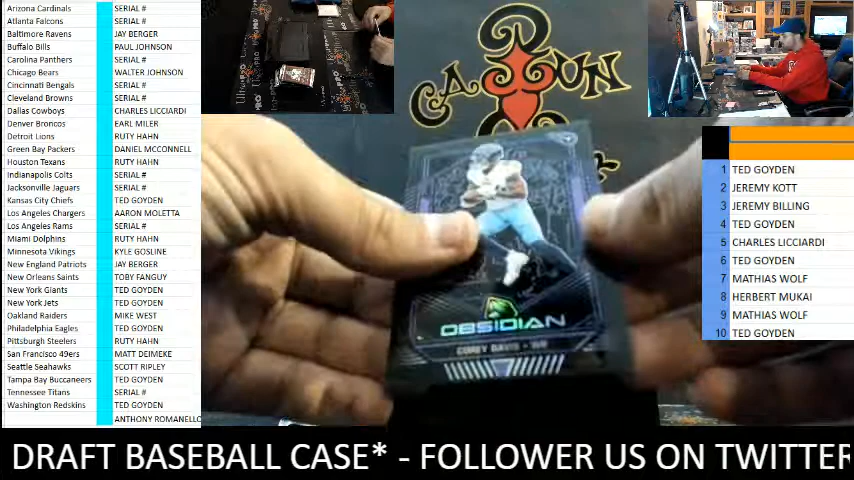 Arizona Cardinals SERIAL #
Atlanta Falcons SERIAL #
Baltimore Ravens JAY BERGER
Buffalo Bills PAUL JOHNSON
Carolina Panthers SERIAL #
Chicago Bears WALTER JOHNSON
Cincinnati Bengals SERIAL #
Cleveland Browns SERIAL #
Dallas Cowboys CHARLES LICCIARDI
Denver Broncos EARL MILER
Detroit Lions RUTY HAHN
Green Bay Packers DANIEL MCCONNELL
Houston Texans RUTY HAHN
Indianapolis Colts SERIAL #
Jacksonville Jaguars SERIAL #
Kansas City Chiefs TED GOYDEN
Los Angeles Chargers AARON MOLETTA
Los Angeles Rams SERIAL #
Miami Dolphins RUTY HAHN
Minnesota Vikings KYLE GOSLINE
New England Patriots JAY BERGER
New Orleans Saints TOBY FANGUY
New York Giants TED GOYDEN
New York Jets TED GOYDEN
Oakland Raiders MIKE WEST
Philadelphia Eagles TED GOYDEN
Pittsburgh Steelers RUTY HAHN
San Francisco 49ers MATT DEIMEKE
Seattle Seahawks SCOTT RIPLEY
Tampa Bay Buccaneers TED GOYDEN
Tennessee Titans SERIAL #
Washington Redskins TED GOYDEN
ANTHONY ROMANELLO
OBSIDIAN
COREY DAVIS • WR
1 TED GOYDEN
2 JEREMY KOTT
3 JEREMY BILLING
4 TED GOYDEN
5 CHARLES LICCIARDI
6 TED GOYDEN
7 MATHIAS WOLF
8 HERBERT MUKAI
9 MATHIAS WOLF
10 TED GOYDEN
DRAFT BASEBALL CASE* - FOLLOWER US ON TWITTER